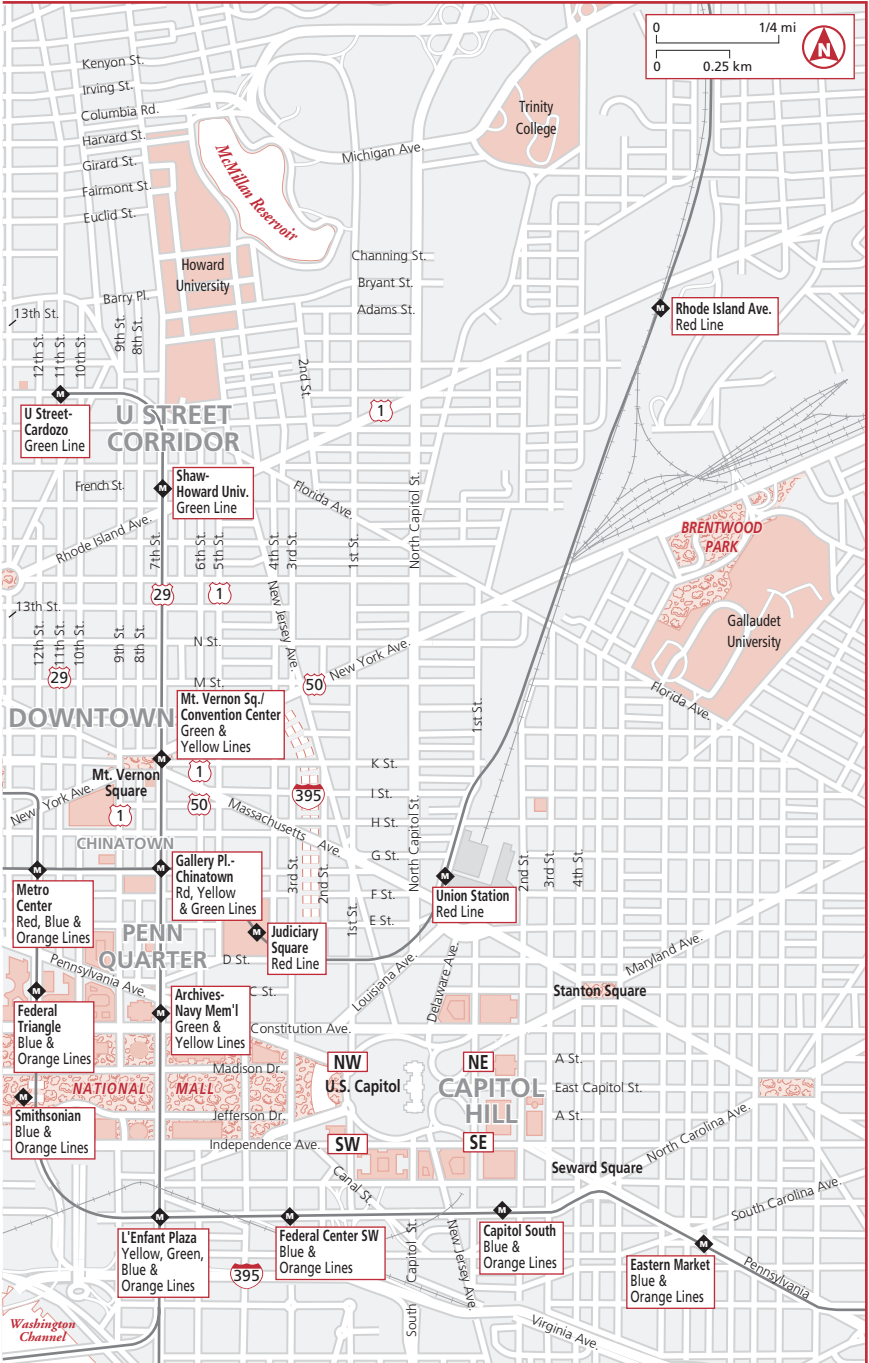 0
1/4 mi
0
0.25 km
N
Kenyon St.
Irving St.
Columbia Rd.
Harvard St.
Girard St.
Fairmont St.
Euclid St.
McMillan Reservoir
Michigan Ave.
Trinity
College
Howard
University
Channing St.
Bryant St.
Adams St.
Barry Pl.
13th St.
12th St.
11th St.
10th St.
9th St.
8th St.
2nd St.
M
Rhode Island Ave.
Red Line
M
U Street-
Cardozo
Green Line
U STREET
CORRIDOR
1
French St.
M
Shaw-
Howard Univ.
Green Line
Florida Ave.
North Capitol St.
Rhode Island Ave.
7th St.
6th St.
5th St.
4th St.
3rd St.
1st St.
BRENTWOOD
PARK
Gallaudet
University
29
1
New Jersey Ave.
13th St.
12th St.
11th St.
10th St.
9th St.
8th St.
N St.
New York Ave.
29
M St.
50
Florida Ave.
DOWNTOWN
Mt. Vernon Sq./
Convention Center
Green &
Yellow Lines
1st St.
M
Mt. Vernon
Square
1
K St.
New York Ave.
1
50
395
I St.
Massachusetts Ave.
H St.
North Capitol St.
CHINATOWN
G St.
M
Metro
Center
Red, Blue &
Orange Lines
M
Gallery Pl.-
Chinatown
Rd, Yellow
& Green Lines
3rd St.
2nd St.
F St.
M
Union Station
Red Line
2nd St.
3rd St.
4th St.
1st St.
E St.
PENN
QUARTER
M
Judiciary
Square
Red Line
D St.
Louisiana Ave.
Delaware Ave.
Maryland Ave.
Pennsylvania Ave.
M
Federal
Triangle
Blue &
Orange Lines
M
Archives-
Navy Mem'l
Green &
Yellow Lines
C St.
Stanton Square
Constitution Ave.
Madison Dr.
NW
NE
A St.
NATIONAL MALL
U.S. Capitol
CAPITOL
HILL
East Capitol St.
M
Smithsonian
Blue &
Orange Lines
Jefferson Dr.
A St.
Independence Ave.
SW
SE
North Carolina Ave.
Seward Square
Canal St.
South Carolina Ave.
M
L'Enfant Plaza
Yellow, Green,
Blue &
Orange Lines
M
Federal Center SW
Blue &
Orange Lines
M
Capitol South
Blue &
Orange Lines
M
Eastern Market
Blue &
Orange Lines
395
South Capitol St.
New Jersey Ave.
Pennsylvania
Washington
Channel
Virginia Ave.